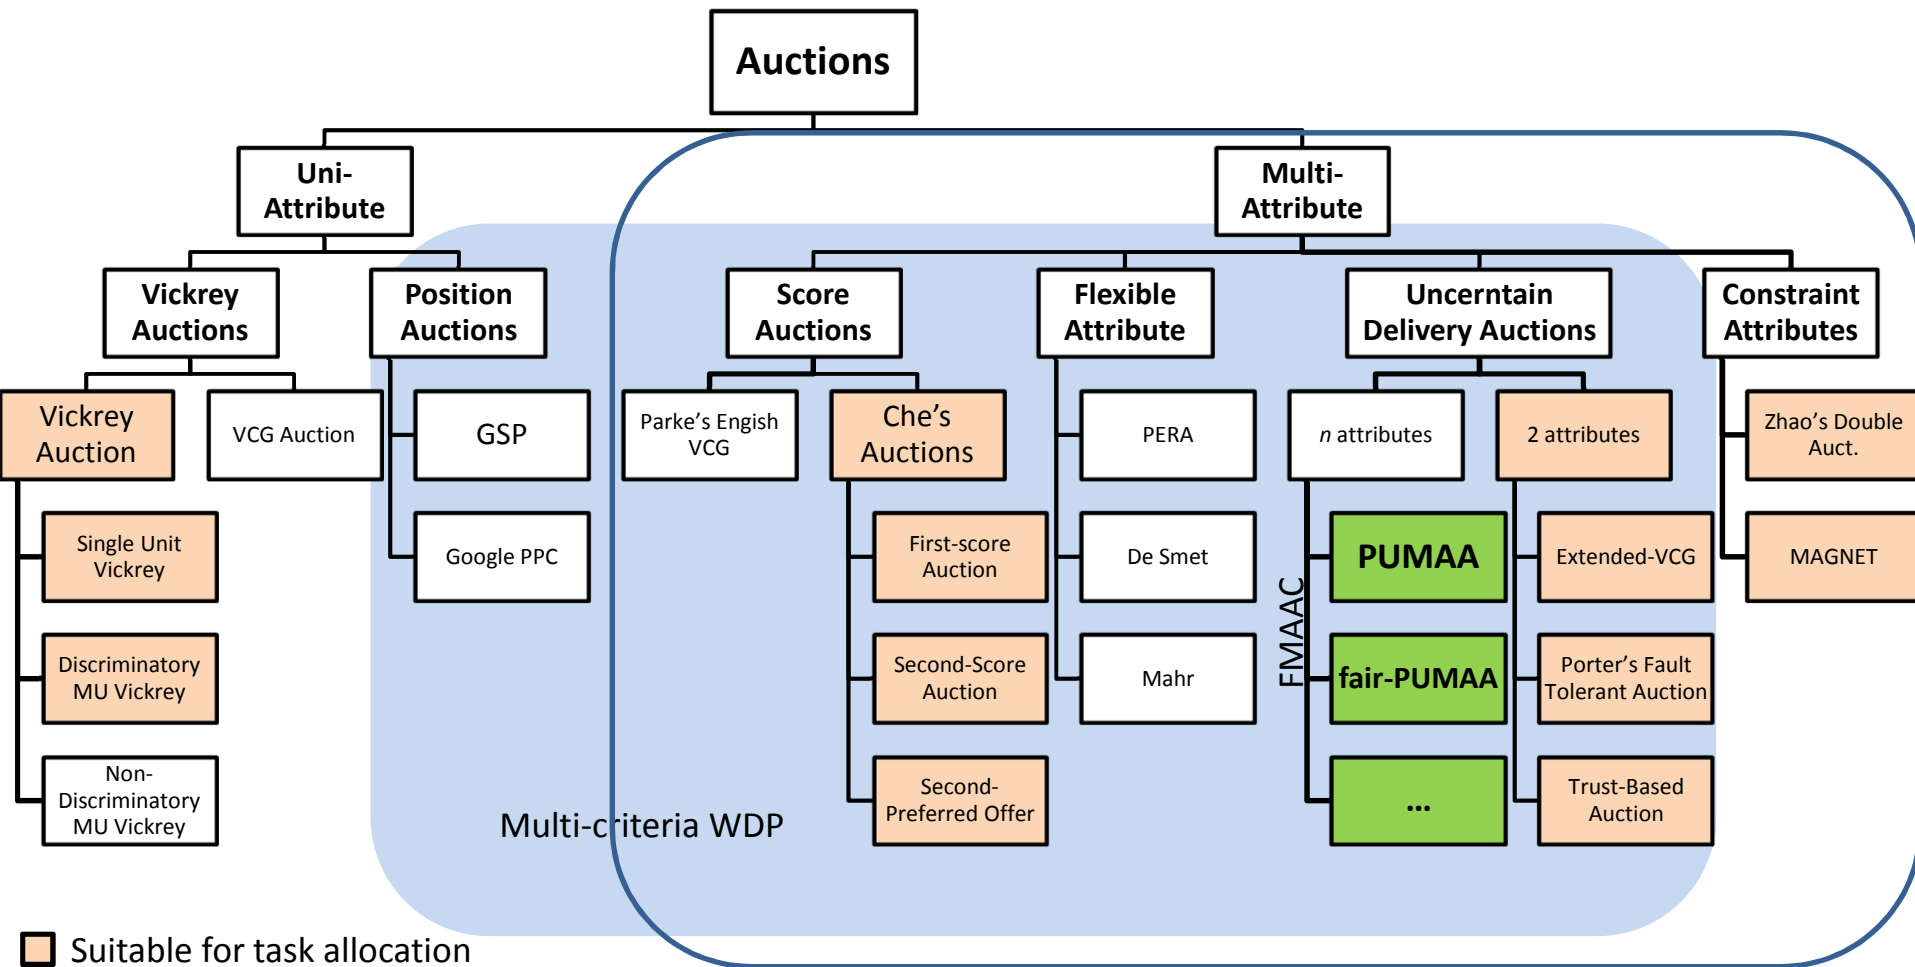 Auctions
Uni-
Attribute
Multi-
Attribute
Vickrey
Auctions
Position
Auctions
Score
Auctions
Flexible
Attribute
Uncerntain
Delivery Auctions
Constraint
Attributes
Vickrey
Auction
VCG Auction
GSP
Parke's Engish
VCG
Che's
Auctions
PERA
n attributes
2 attributes
Zhao's Double
Auct.
Single Unit
Vickrey
Google PPC
First-score
Auction
De Smet
PUMAA
Extended-VCG
MAGNET
FMAAC
Discriminatory
MU Vickrey
Second-Score
Auction
Mahr
fair-PUMAA
Porter's Fault
Tolerant Auction
Non-
Discriminatory
MU Vickrey
Second-
Preferred Offer
...
Trust-Based
Auction
Multi-criteria WDP
Suitable for task allocation